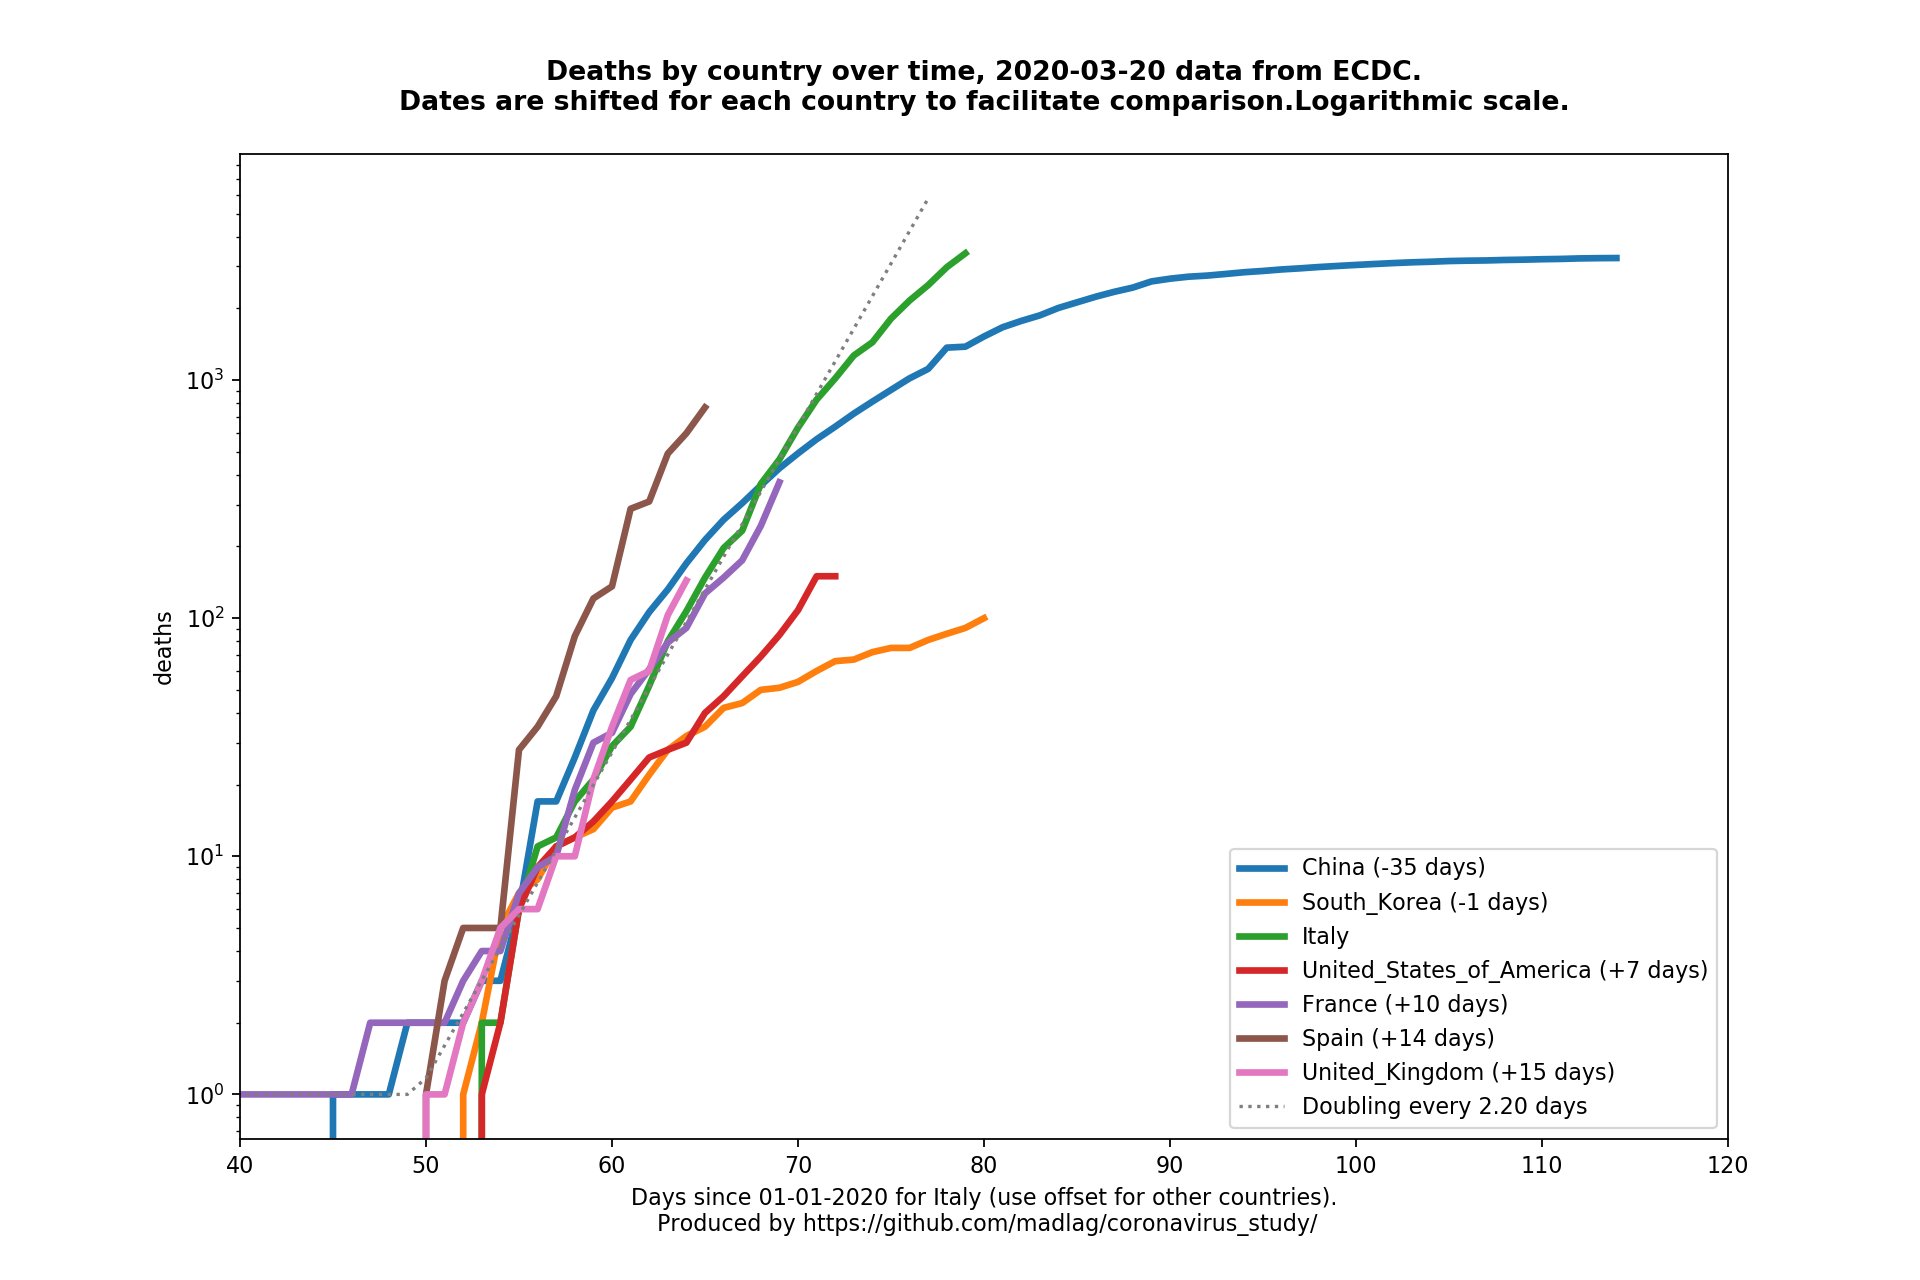 Deaths by country over time, 2020-03-20 data from ECDC.
Dates are shifted for each country to facilitate comparison.Logarithmic scale.
deaths
10³
10²
10¹
10⁰
China (-35 days)
South_Korea (-1 days)
Italy
United_States_of_America (+7 days)
France (+10 days)
Spain (+14 days)
United_Kingdom (+15 days)
Doubling every 2.20 days
40 50 60 70 80 90 100 110 120
Days since 01-01-2020 for Italy (use offset for other countries).
Produced by https://github.com/madlag/coronavirus_study/